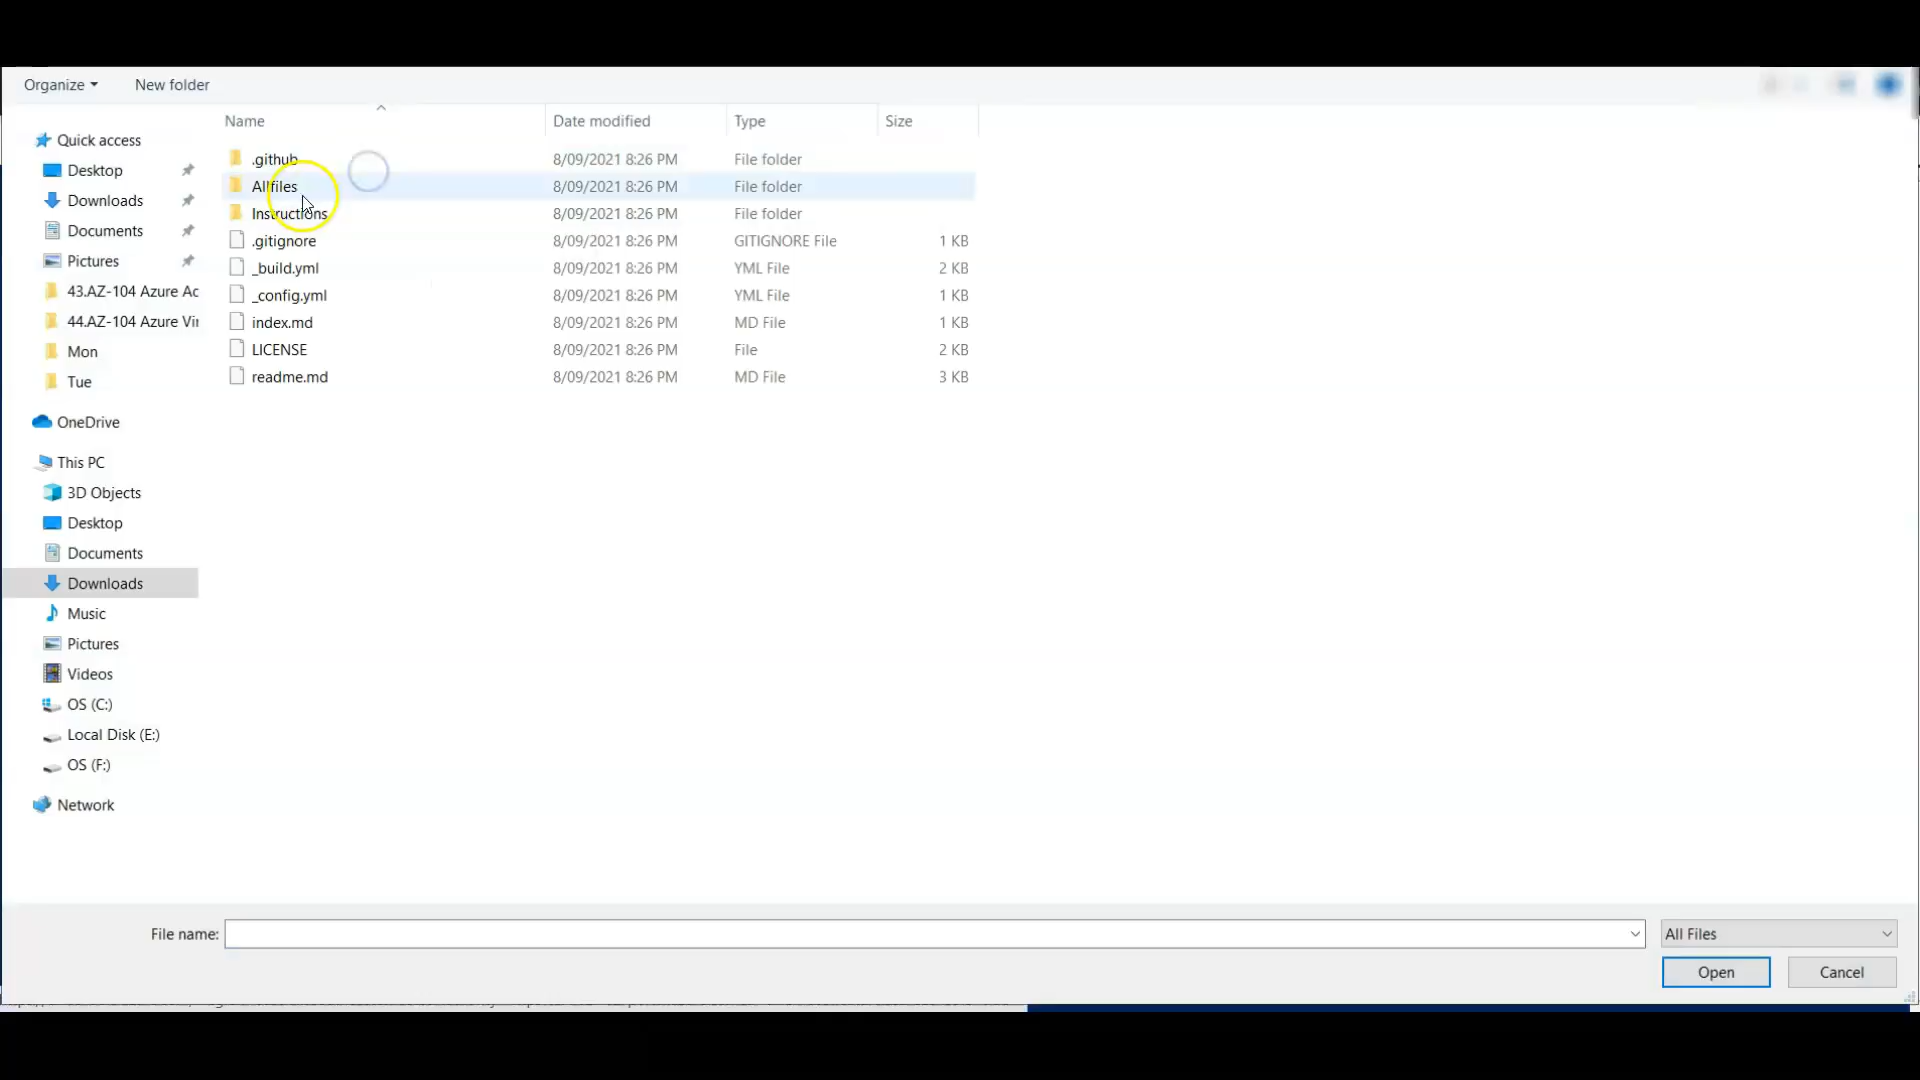 Organize
New folder
Name
Date modified
Type
Size
Quick access
Desktop
Downloads
Documents
Pictures
43.AZ-104 Azure Ac
44.AZ-104 Azure Vir
Mon
Tue
OneDrive
This PC
3D Objects
Desktop
Documents
Downloads
Music
Pictures
Videos
OS (C:)
Local Disk (E:)
OS (F:)
Network
.github 8/09/2021 8:26 PM File folder
Allfiles 8/09/2021 8:26 PM File folder
Instructions 8/09/2021 8:26 PM File folder
.gitignore 8/09/2021 8:26 PM GITIGNORE File 1 KB
_build.yml 8/09/2021 8:26 PM YML File 2 KB
_config.yml 8/09/2021 8:26 PM YML File 1 KB
index.md 8/09/2021 8:26 PM MD File 1 KB
LICENSE 8/09/2021 8:26 PM File 2 KB
readme.md 8/09/2021 8:26 PM MD File 3 KB
File name:
All Files
Open
Cancel